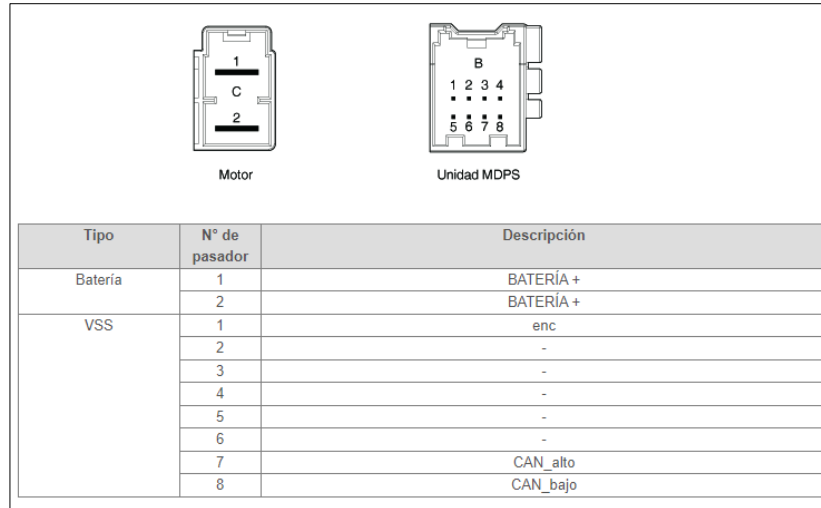 1
C
2
B
1 2 3 4
5 6 7 8
Motor
Unidad MDPS
Tipo N° de pasador Descripción
Batería 1 BATERÍA +
2 BATERÍA +
VSS 1 enc
2 -
3 -
4 -
5 -
6 -
7 CAN_alto
8 CAN_bajo